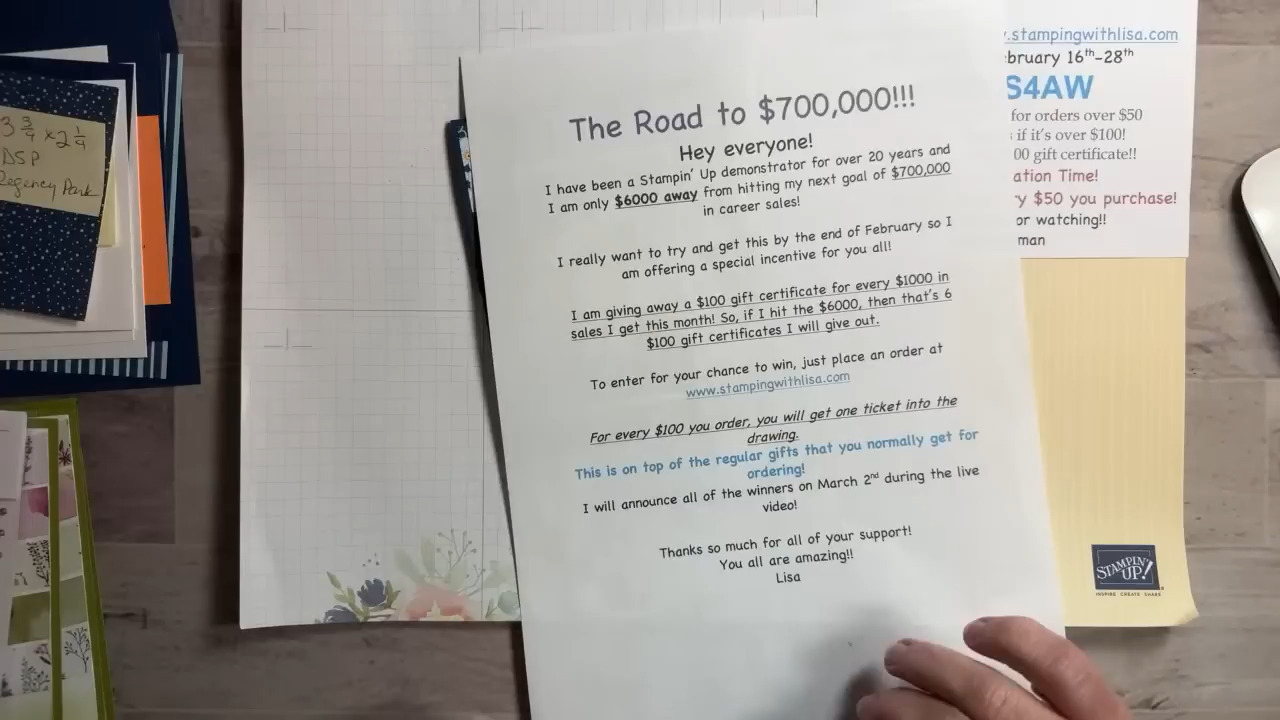 The Road to $700,000!!!
Hey everyone!
I have been a Stampin' Up demonstrator for over 20 years and
I am only $6000 away from hitting my next goal of $700,000
in career sales!
I really want to try and get this by the end of February so I
am offering a special incentive for you all!
I am giving away a $100 gift certificate for every $1000 in
sales I get this month! So, if I hit the $6000, then that's 6
$100 gift certificates I will give out.
To enter for your chance to win, just place an order at
www.stampingwithlisa.com
For every $100 you order, you will get one ticket into the
drawing.
This is on top of the regular gifts that you normally get for
ordering!
I will announce all of the winners on March 2nd during the live
video!
Thanks so much for all of your support!
You all are amazing!!
Lisa
.stampingwithlisa.com
bruary 16th-28th
S4AW
for orders over $50
if it's over $100!
00 gift certificate!!
ation Time!
y $50 you purchase!
or watching!!
man
3 3/4 x 2 1/4
DSP
Regency Park
STAMPIN' UP!
INSPIRE CREATE SHARE